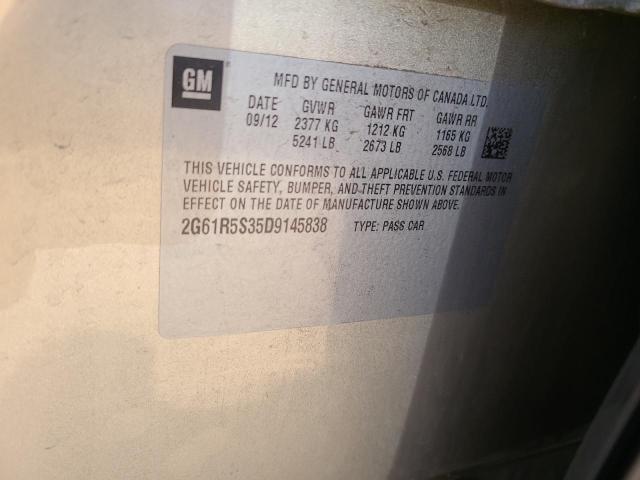 GM
MFD BY GENERAL MOTORS OF CANADA LTD.
DATE GVWR GAWR FRT GAWR RR
09/12 2377 KG 1212 KG 1165 KG
5241 LB 2673 LB 2568 LB
THIS VEHICLE CONFORMS TO ALL APPLICABLE U.S. FEDERAL MOTOR
VEHICLE SAFETY, BUMPER, AND THEFT PREVENTION STANDARDS IN
EFFECT ON THE DATE OF MANUFACTURE SHOWN ABOVE.
2G61R5S35D9145838 TYPE: PASS CAR